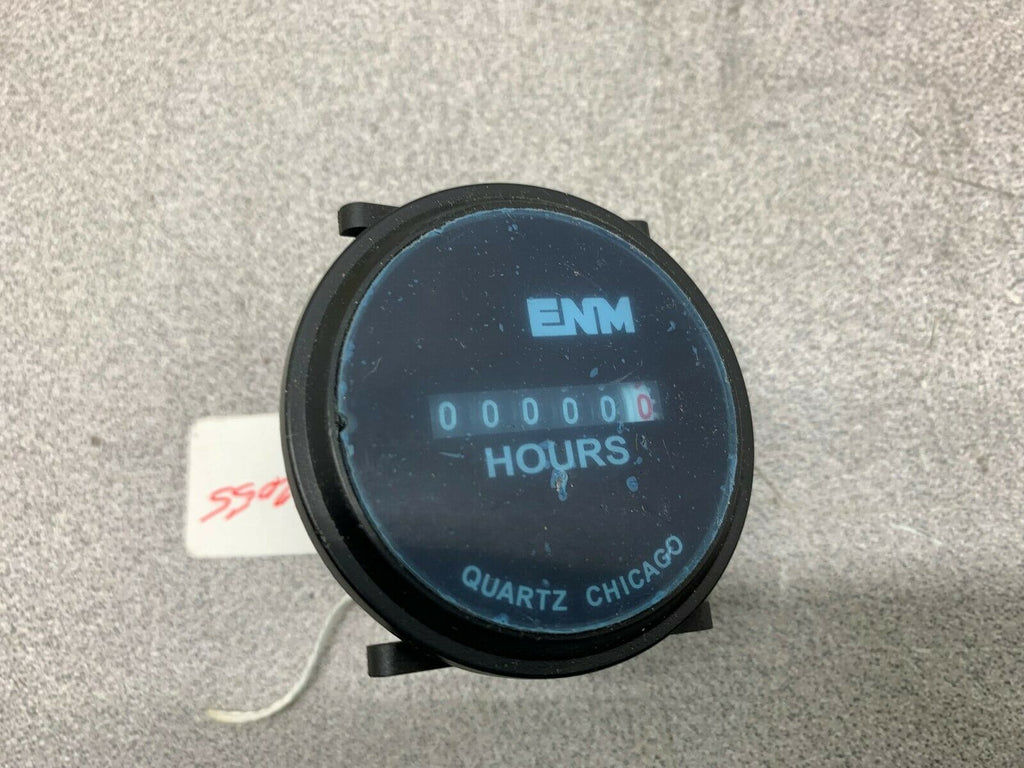 ENM
000000
HOURS
QUARTZ CHICAGO